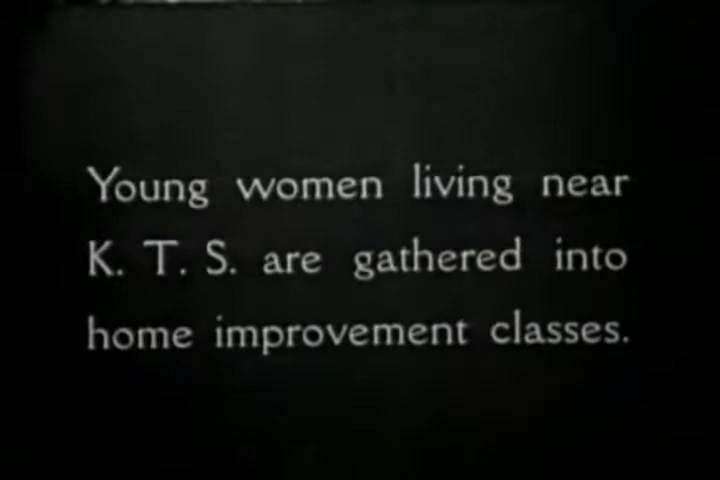 Young women living near
K. T. S. are gathered into
home improvement classes.